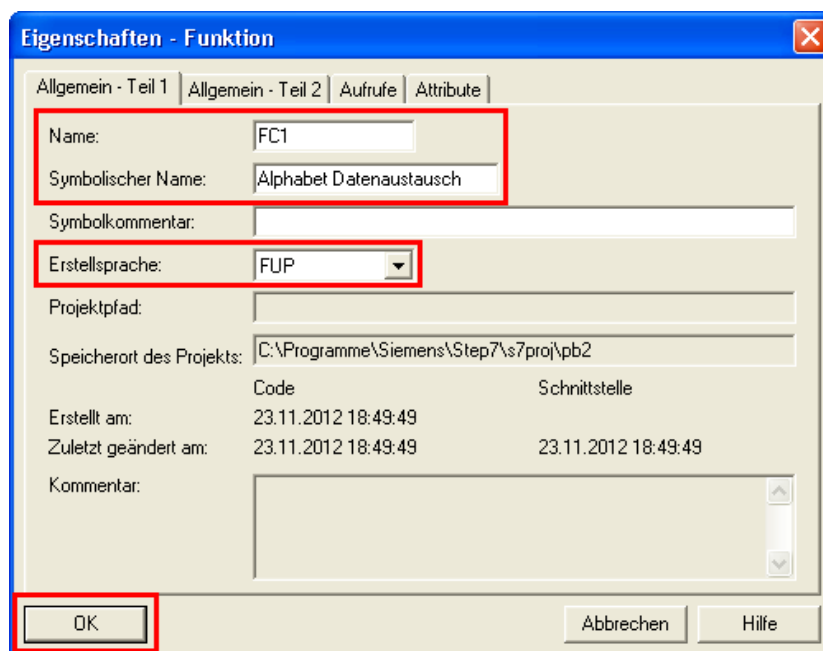 Eigenschaften - Funktion
Allgemein - Teil 1 Allgemein - Teil 2 Aufrufe Attribute
Name: FC1
Symbolischer Name: Alphabet Datenaustausch
Symbolkommentar:
Erstellsprache: FUP
Projektpfad:
Speicherort des Projekts: C:\Programme\Siemens\Step7\s7proj\pb2
Code Schnittstelle
Erstellt am: 23.11.2012 18:49:49
Zuletzt geändert am: 23.11.2012 18:49:49 23.11.2012 18:49:49
Kommentar:
OK Abbrechen Hilfe